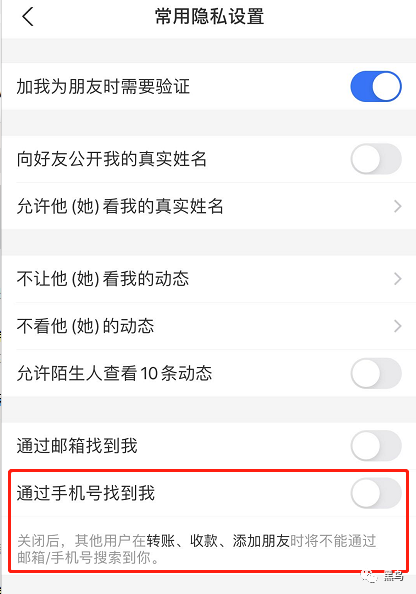 常用隐私设置
加我为朋友时需要验证
向好友公开我的真实姓名
允许他(她)看我的真实姓名
不让他(她)看我的动态
不看他(她)的动态
允许陌生人查看10条动态
通过邮箱找到我
通过手机号找到我
关闭后，其他用户在转账、收款、添加朋友时将不能通过
邮箱/手机号搜索到你。
黑鸟